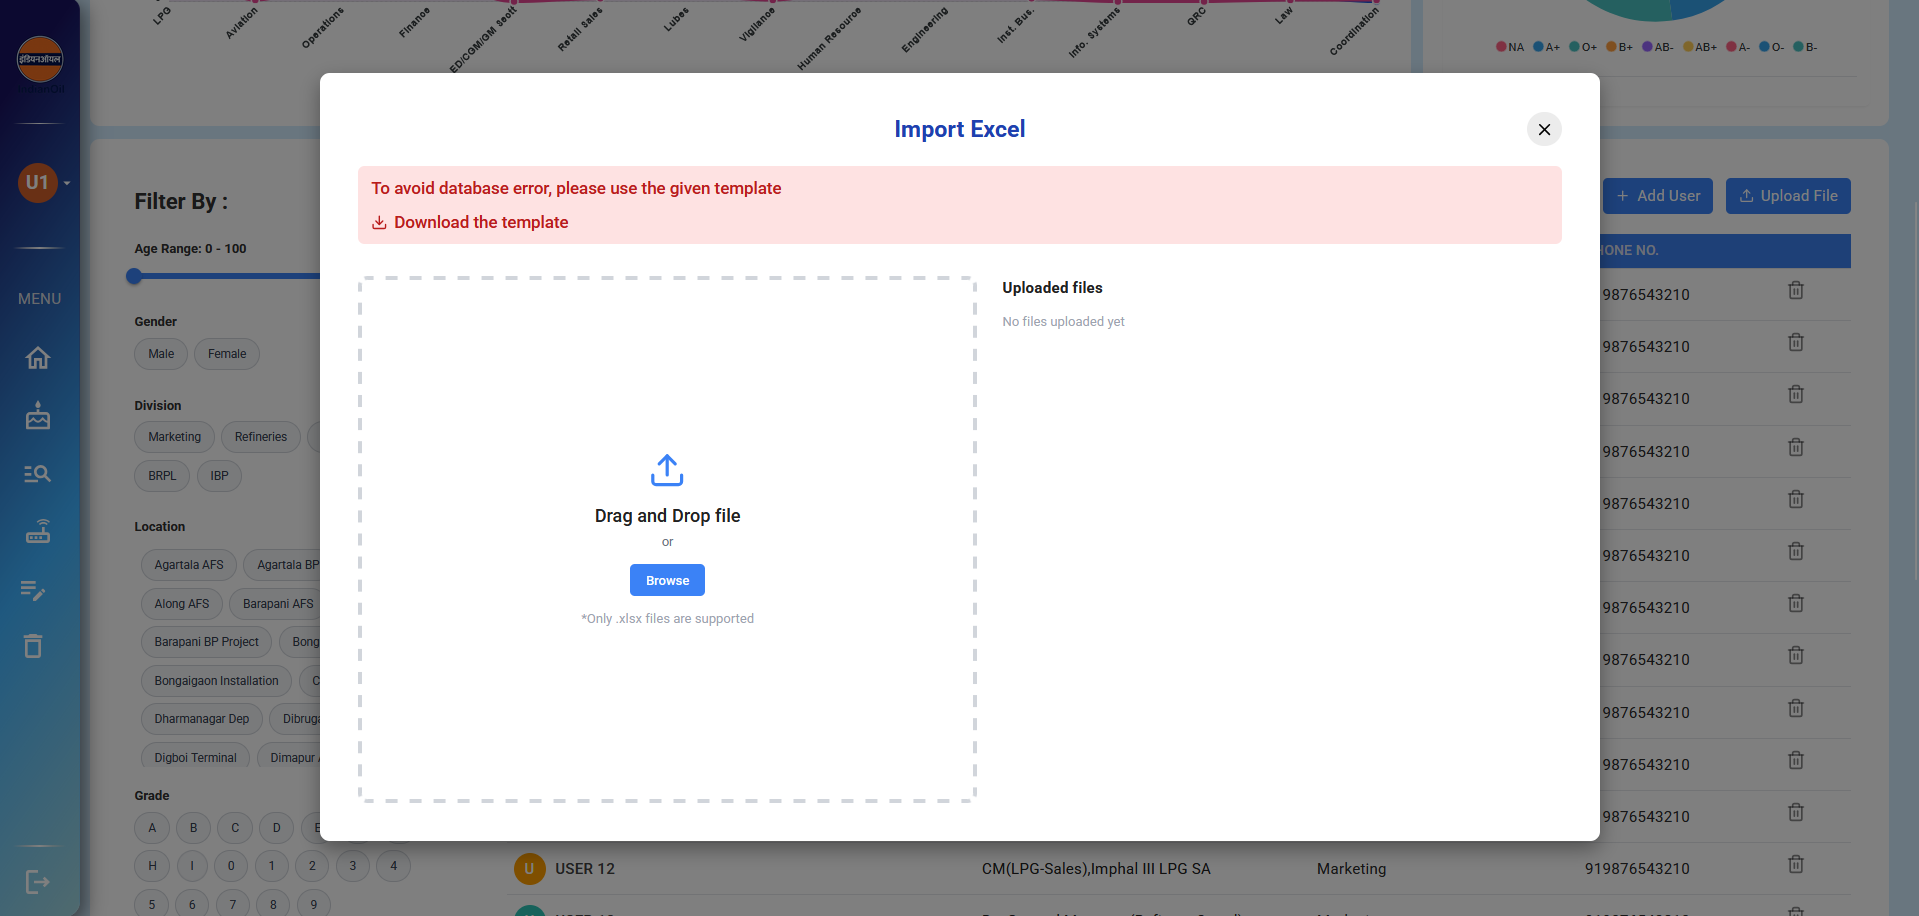 LPG
Aviation
Operations
Finance
ED/CGM/GM Sectt
Retail Sales
Lubes
Vigilance
Human Resource
Engineering
Inst. Bus.
Info. Systems
GRC
Law
Coordination
NA A+ O+ B+ AB- AB+ A- O- B-
इंडियनऑयल
U1
MENU
Filter By :
Age Range: 0 - 100
Gender
Male Female
Division
Marketing Refineries
BRPL IBP
Location
Agartala AFS Agartala BP
Along AFS Barapani AFS
Barapani BP Project Bong
Bongaigaon Installation C
Dharmanagar Dep Dibruga
Digboi Terminal Dimapur
Grade
A B C D E
H I 0 1 2 3 4
5 6 7 8 9
Import Excel
To avoid database error, please use the given template
Download the template
Drag and Drop file
or
Browse
*Only .xlsx files are supported
Uploaded files
No files uploaded yet
+ Add User Upload File
HONE NO.
9876543210
9876543210
9876543210
9876543210
9876543210
9876543210
9876543210
9876543210
9876543210
9876543210
9876543210
U USER 12 CM(LPG-Sales),Imphal III LPG SA Marketing 919876543210